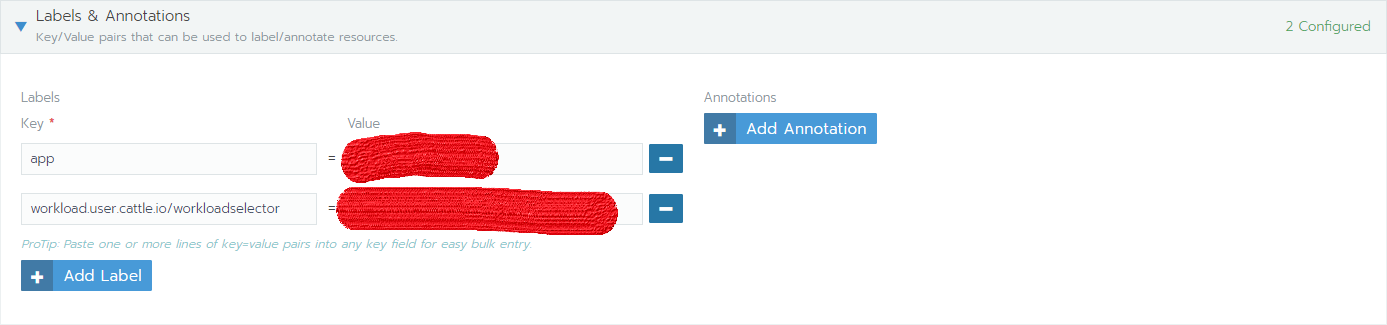 Labels & Annotations
Key/Value pairs that can be used to label/annotate resources.
2 Configured
Labels
Annotations
Key *
Value
Add Annotation
app
=
workload.user.cattle.io/workloadselector
=
ProTip: Paste one or more lines of key=value pairs into any key field for easy bulk entry.
Add Label